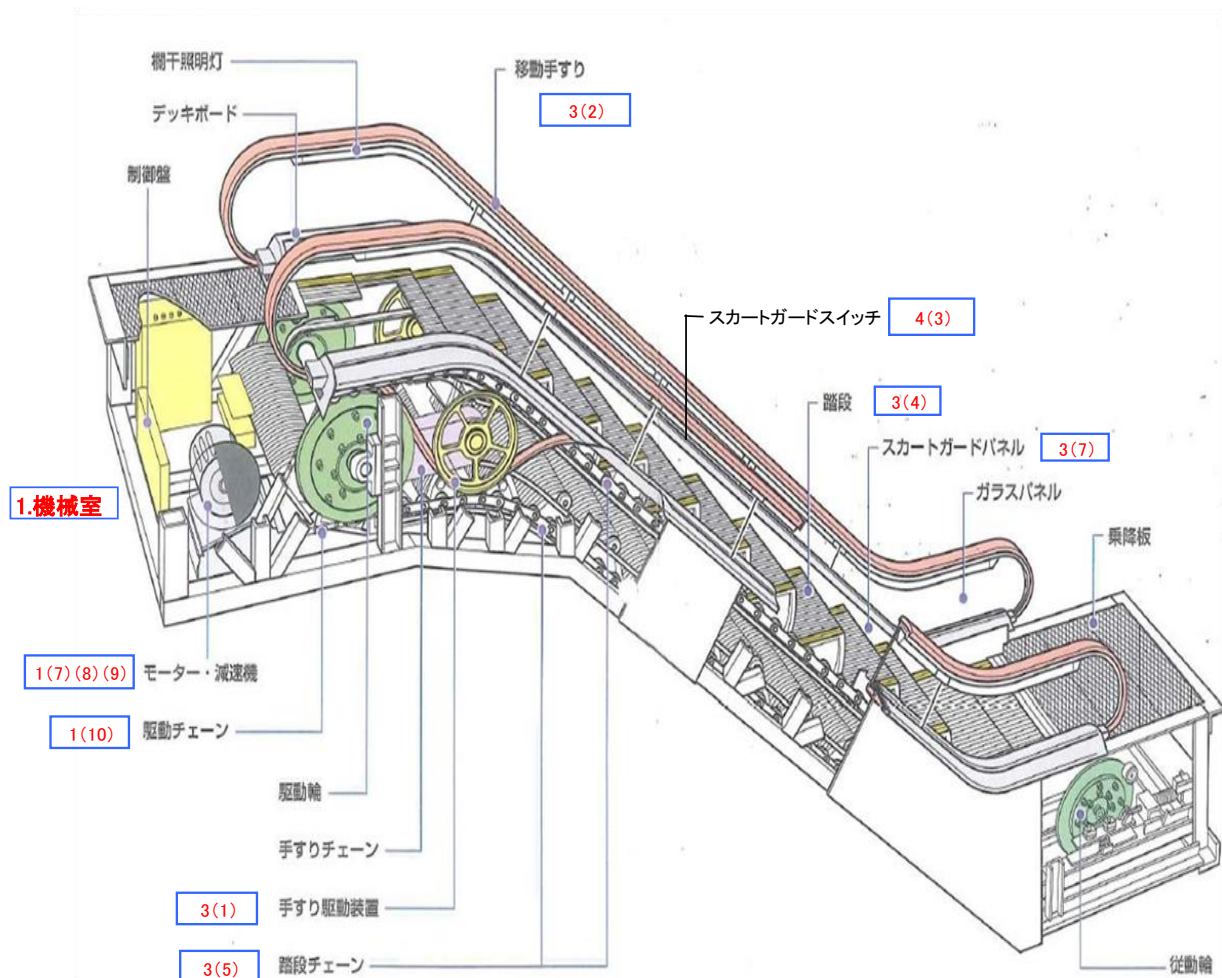 欄干照明灯
移動手すり
3(2)
デッキボード
制御盤
スカートガードスイッチ 4(3)
踏段 3(4)
スカートガードパネル 3(7)
ガラスパネル
1.機械室
乗降板
1(7)(8)(9) モーター・減速機
1(10) 駆動チェーン
駆動輪
手すりチェーン
3(1) 手すり駆動装置
3(5) 踏段チェーン
従動輪